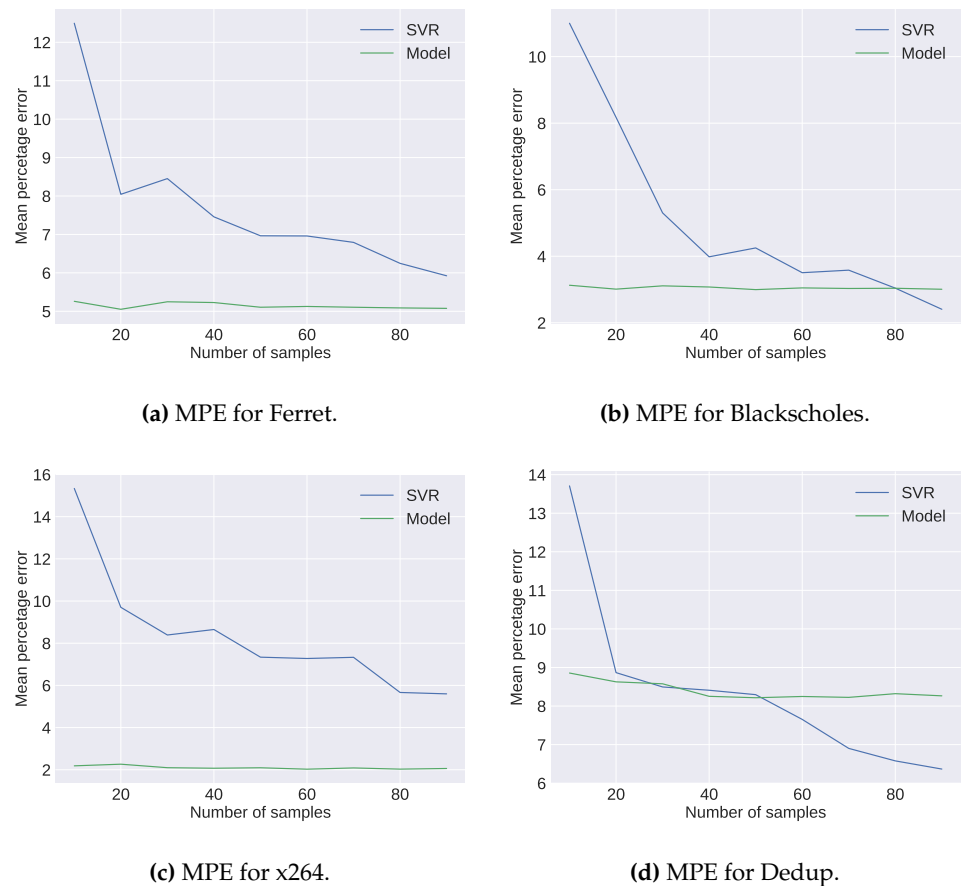 SVR
Model
12
11
10
9
8
7
6
5
20
40
60
80
Mean percetage error
Number of samples
(a) MPE for Ferret.
SVR
Model
10
8
6
4
2
20
40
60
80
Mean percetage error
Number of samples
(b) MPE for Blackscholes.
SVR
Model
16
14
12
10
8
6
4
2
20
40
60
80
Mean percetage error
Number of samples
(c) MPE for x264.
SVR
Model
14
13
12
11
10
9
8
7
6
20
40
60
80
Mean percetage error
Number of samples
(d) MPE for Dedup.